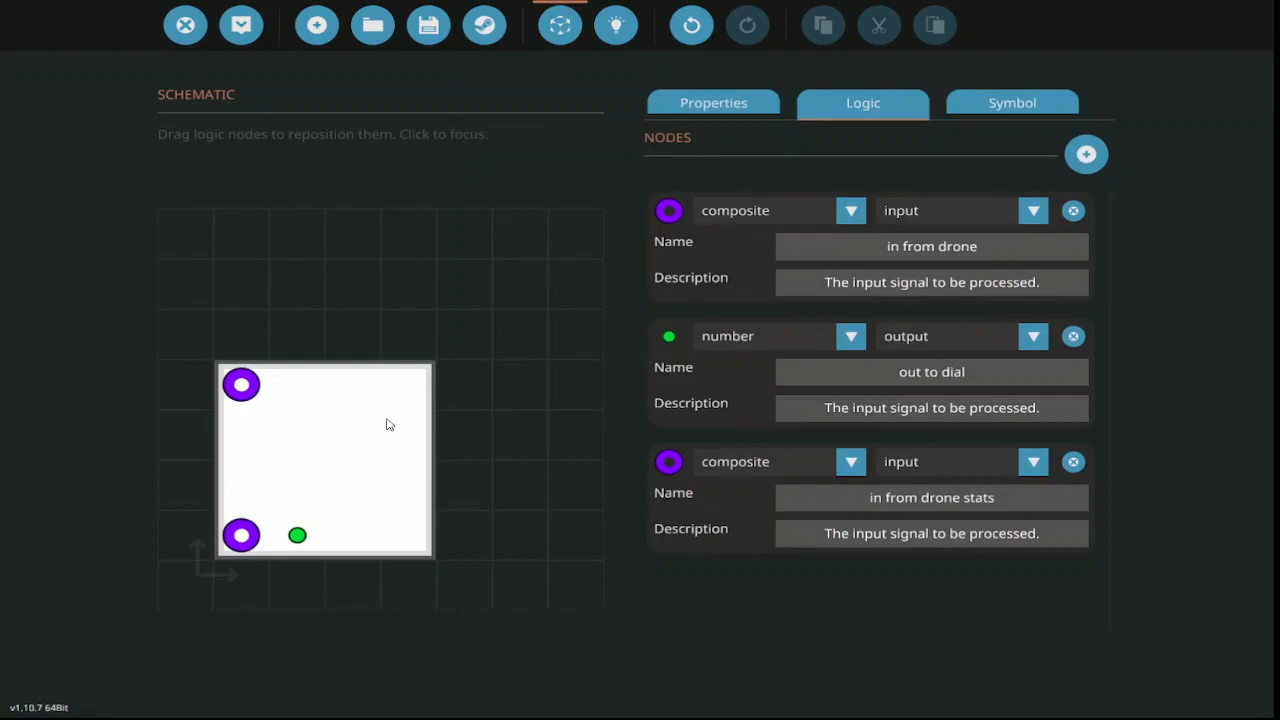 SCHEMATIC
Drag logic nodes to reposition them. Click to focus.
Properties
Logic
Symbol
NODES
composite
input
Name
in from drone
Description
The input signal to be processed.
number
output
Name
out to dial
Description
The input signal to be processed.
composite
input
Name
in from drone stats
Description
The input signal to be processed.
v1.10.7 64Bit